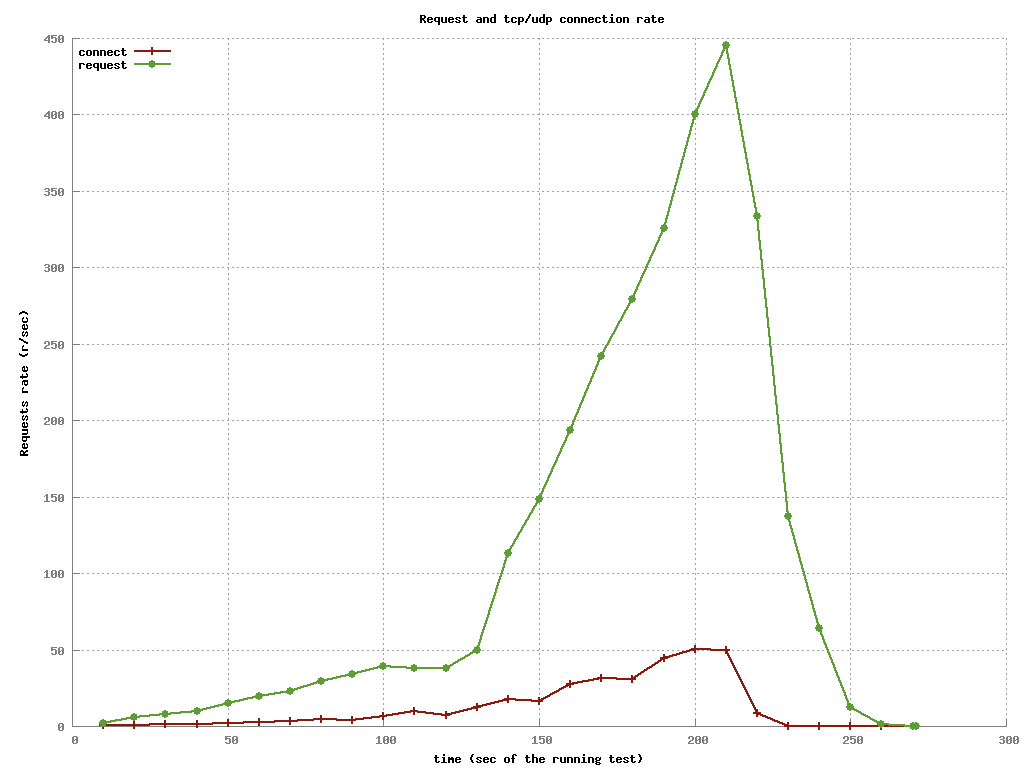 Request and tcp/udp connection rate
connect
request
450
400
350
300
250
200
150
100
50
0
Requests rate (r/sec)
0 50 100 150 200 250 300
time (sec of the running test)